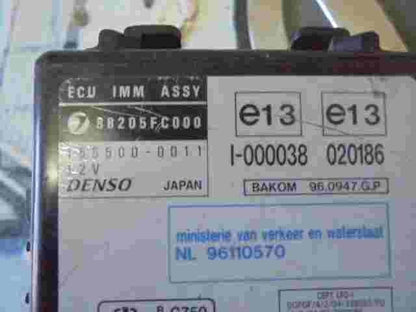 ECU IMM ASSY
88205FC000
e13 e13
12V
I-000038 020186
DENSO JAPAN
BAKOM 96.0947.G.P
ministerie van verkeer en waterstaat
NL 96110570